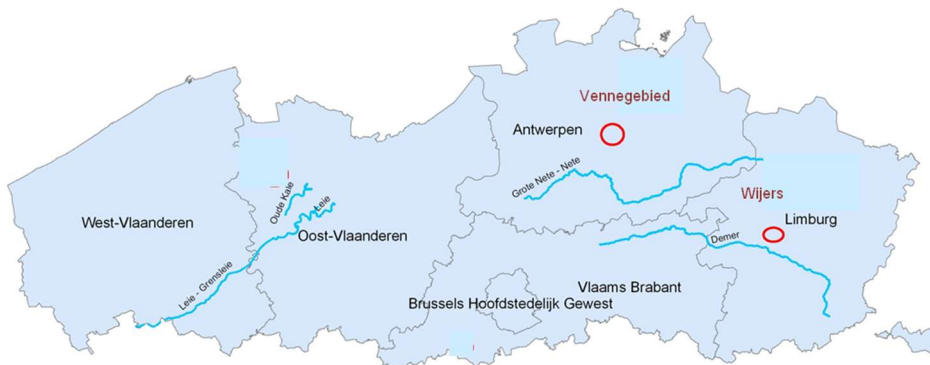 Vennegebied
Antwerpen
Grote Nete - Nete
Wijers
Oude Kale
Leie
West-Vlaanderen
Oost-Vlaanderen
Limburg
Demer
Leie - Grensleie
Vlaams Brabant
Brussels Hoofdstedelijk Gewest